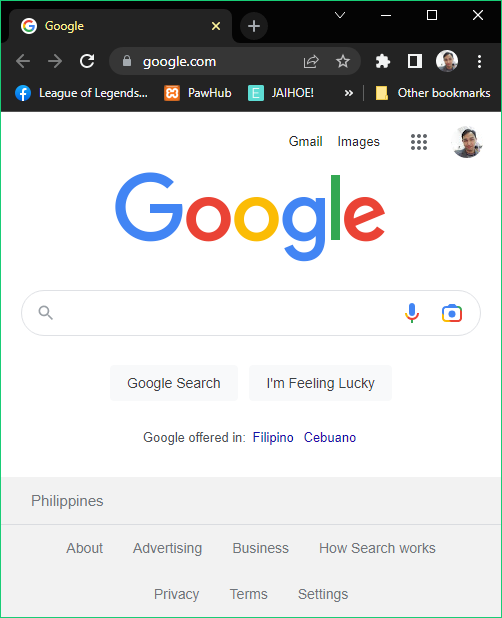 Google
google.com
League of Legends... PawHub JAIHOE! » Other bookmarks
Gmail Images
Google
Google Search I'm Feeling Lucky
Google offered in: Filipino Cebuano
Philippines
About Advertising Business How Search works
Privacy Terms Settings